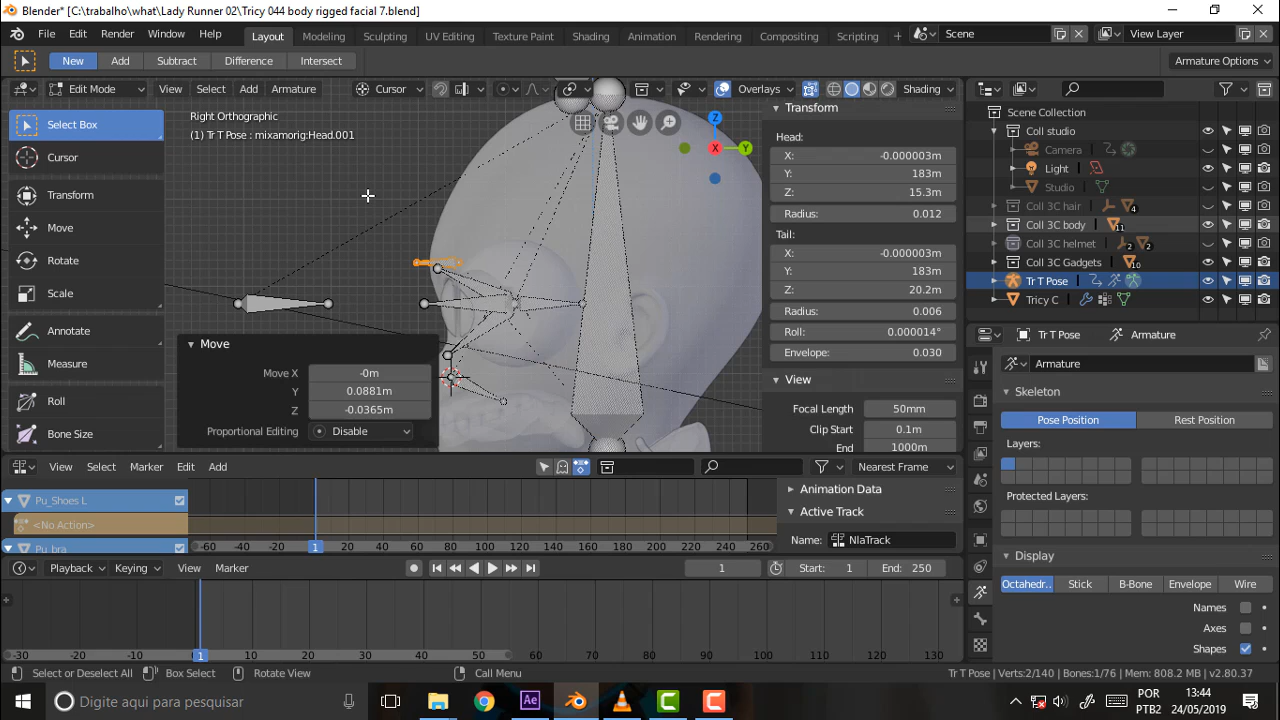 Blender* [C:\trabalho\what\Lady Runner 02\Tricy 044 body rigged facial 7.blend]
File Edit Render Window Help Layout Modeling Sculpting UV Editing Texture Paint Shading Animation Rendering Compositing Scripting + Scene View Layer
New Add Subtract Difference Intersect Armature Options
Edit Mode View Select Add Armature Cursor Overlays Shading
Right Orthographic
(1) Tr T Pose : mixamorig:Head.001
Select Box
Cursor
Transform
Move
Rotate
Scale
Annotate
Measure
Roll
Bone Size
Move
Move X -0m
Y 0.0881m
Z -0.0365m
Proportional Editing Disable
Z
X
Y
Transform
Head:
X: -0.000003m
Y: 183m
Z: 15.3m
Radius: 0.012
Tail:
X: -0.000003m
Y: 183m
Z: 20.2m
Radius: 0.006
Roll: 0.000014°
Envelope: 0.030
View
Focal Length 50mm
Clip Start 0.1m
End 1000m
Scene Collection
Coll studio
Camera
Light
Studio
Coll 3C hair 4
Coll 3C body 11
Coll 3C helmet 2 2
Coll 3C Gadgets 10
Tr T Pose
Tricy C
Tr T Pose Armature
Armature
Skeleton
Pose Position Rest Position
Layers:
Protected Layers:
Display
Octahedr.. Stick B-Bone Envelope Wire
Names
Axes
Shapes
View Select Marker Edit Add Nearest Frame
Pu_Shoes L
<No Action>
Pu bra
-60 -40 -20 1 20 40 60 80 100 120 140 160 180 200 220 240 260
Animation Data
Active Track
Name: NlaTrack
Playback Keying View Marker 1 Start: 1 End: 250
-30 -20 -10 1 10 20 30 40 50 60 70 80 90 100 110 120 130
Select or Deselect All Box Select Rotate View Call Menu Tr T Pose | Verts:2/140 | Bones:1/76 | Mem: 808.2 MB | v2.80.37
Digite aqui para pesquisar
Ae
POR
PTB2
13:44
24/05/2019